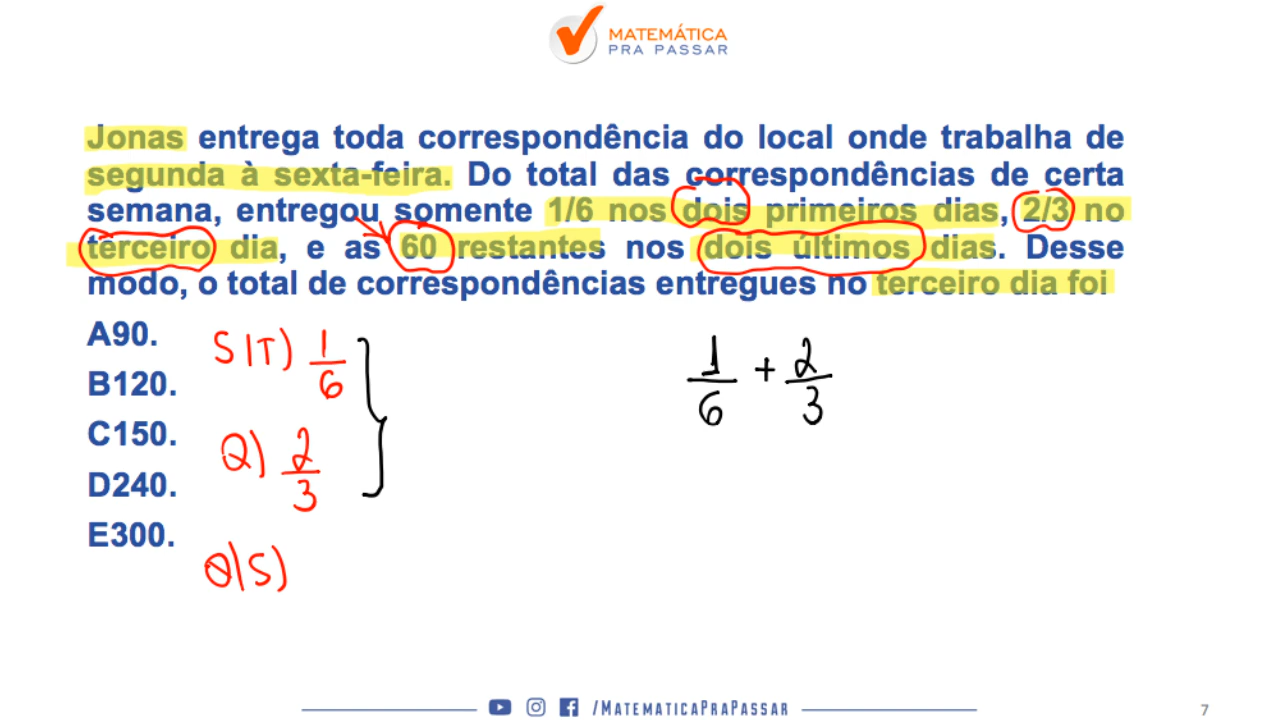 MATEMÁTICA
PRA PASSAR
Jonas entrega toda correspondência do local onde trabalha de
segunda à sexta-feira. Do total das correspondências de certa
semana, entregou somente 1/6 nos dois primeiros dias, 2/3 no
terceiro dia, e as 60 restantes nos dois últimos dias. Desse
modo, o total de correspondências entregues no terceiro dia foi
A90.
B120.
C150.
D240.
E300.
S|T) 1/6
Q) 2/3
Q|S)
1/6 + 2/3
/MATEMATICAPRAPASSAR
7